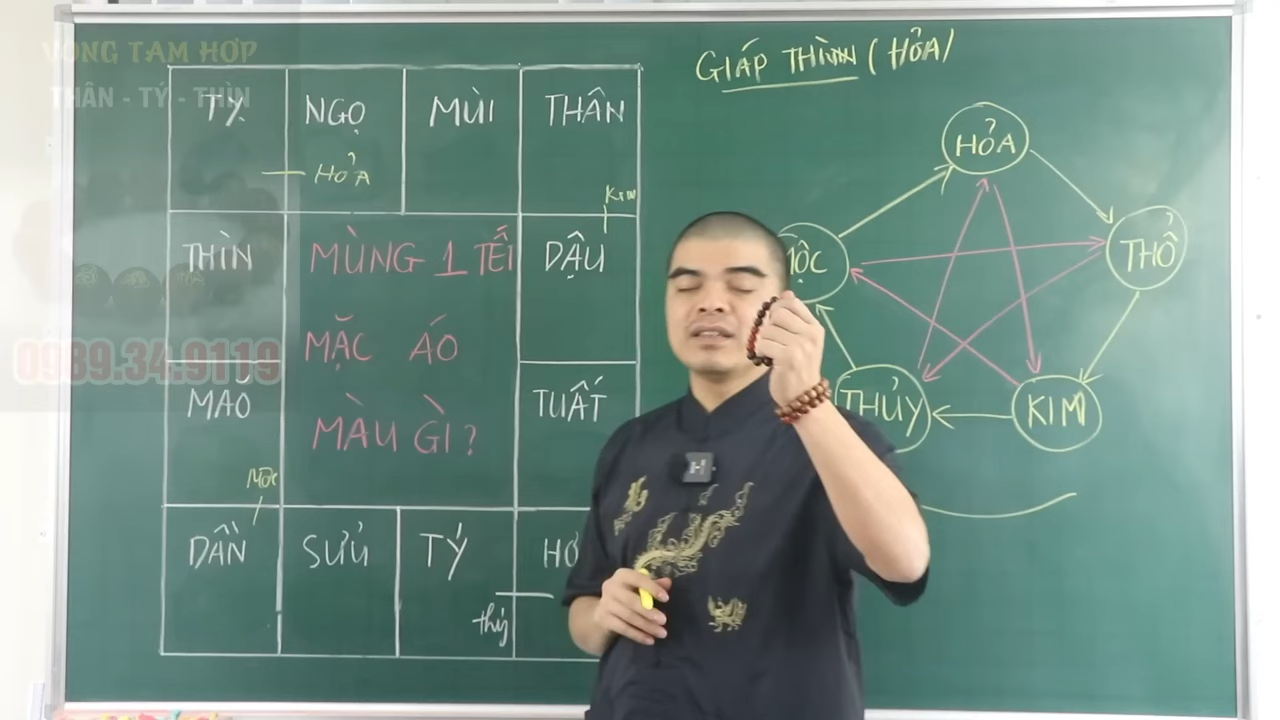 VÒNG TAM HỢP
THÂN - TÝ - THÌN
GIÁP THÌN (HỎA)
TỴ
NGỌ
MÙI
THÂN
HỎA
KIM
THÌN
DẬU
MÙNG 1 TẾT
MẶC ÁO
MÀU GÌ?
0989.34.9119
MÃO
TUẤT
MỘC
DẦN
SỬU
TÝ
HỢ
thủy
HỎA
THỔ
KIM
THỦY
MỘC